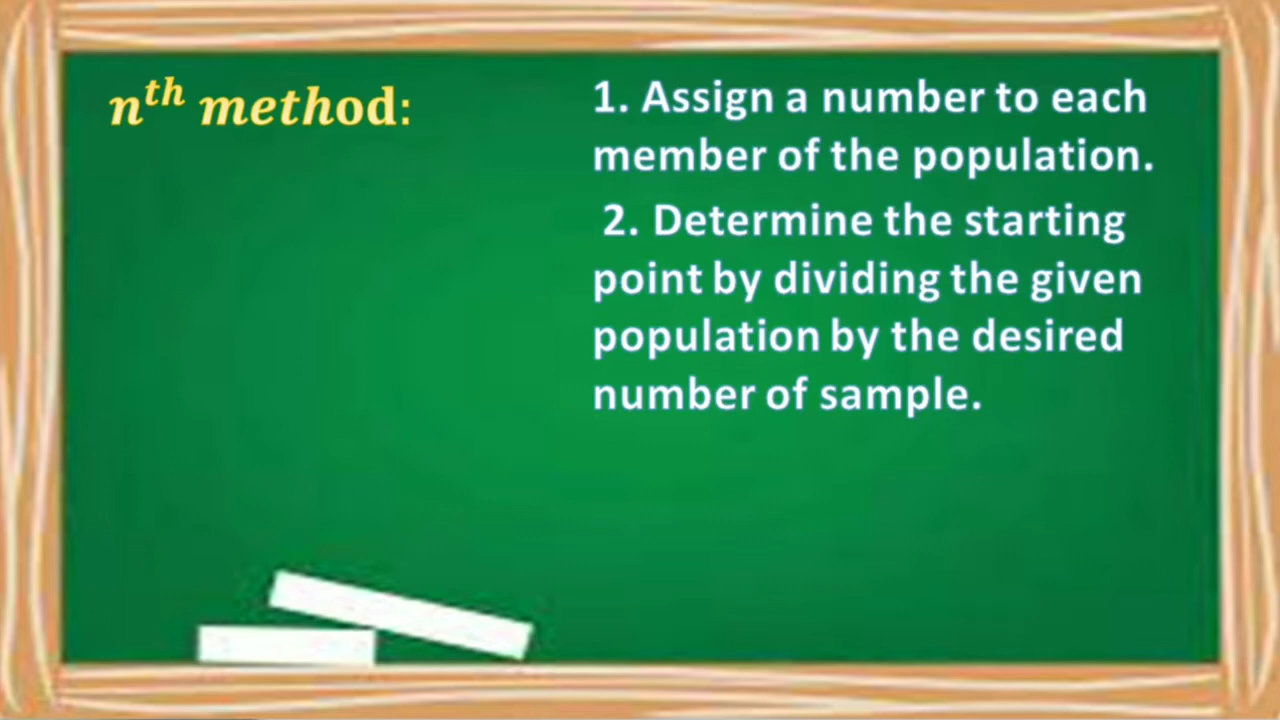 nᵗʰ method:
1. Assign a number to each
member of the population.
2. Determine the starting
point by dividing the given
population by the desired
number of sample.